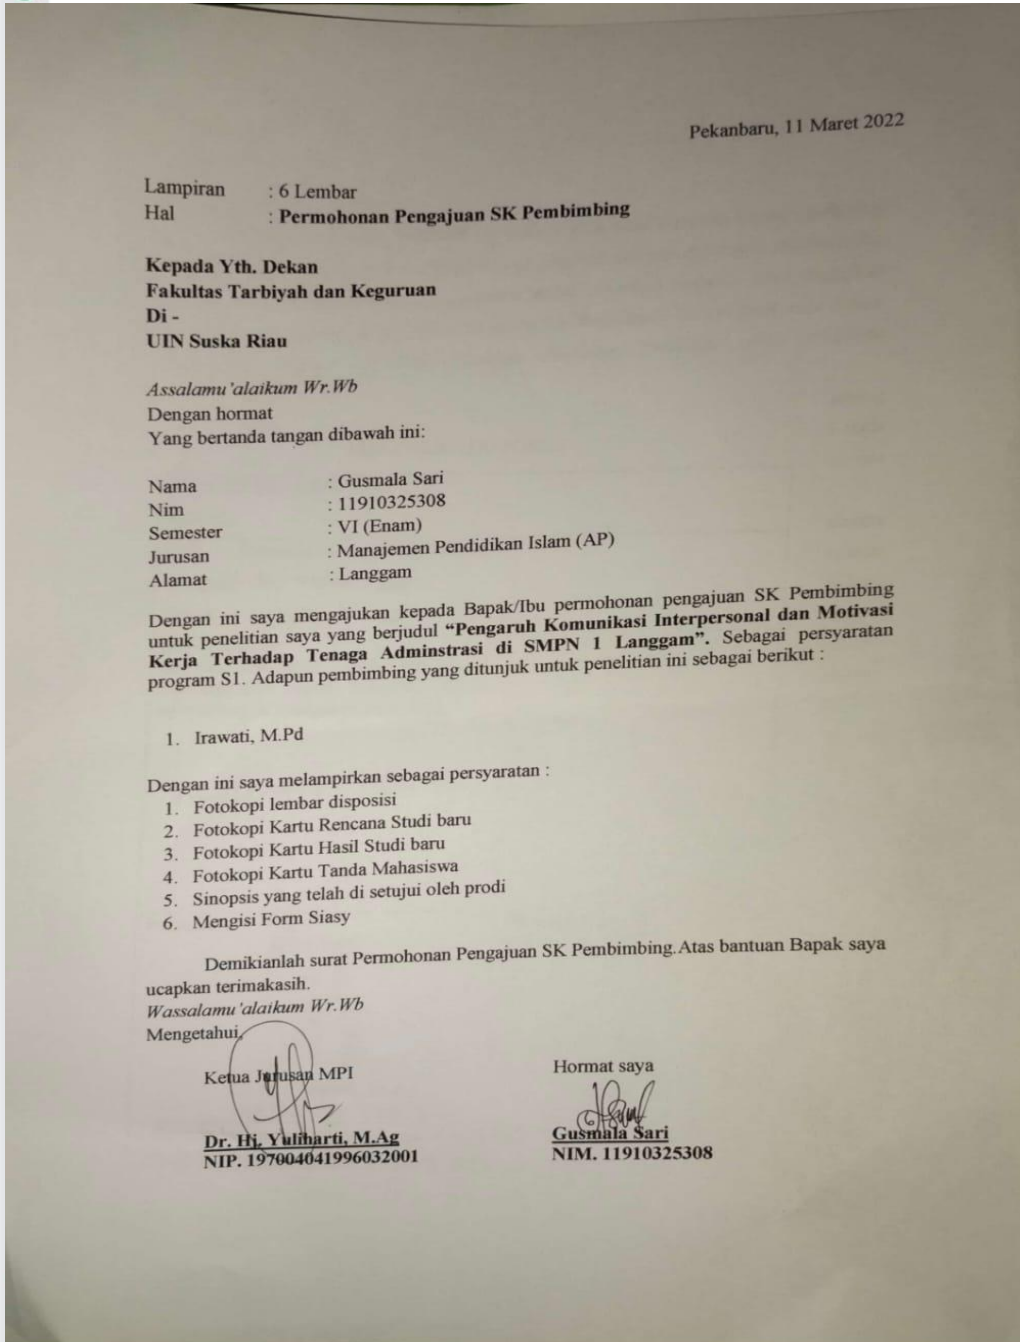 Pekanbaru, 11 Maret 2022
Lampiran : 6 Lembar
Hal : Permohonan Pengajuan SK Pembimbing
Kepada Yth. Dekan
Fakultas Tarbiyah dan Keguruan
Di -
UIN Suska Riau
Assalamu'alaikum Wr.Wb
Dengan hormat
Yang bertanda tangan dibawah ini:
Nama : Gusmala Sari
Nim : 11910325308
Semester : VI (Enam)
Jurusan : Manajemen Pendidikan Islam (AP)
Alamat : Langgam
Dengan ini saya mengajukan kepada Bapak/Ibu permohonan pengajuan SK Pembimbing
untuk penelitian saya yang berjudul “Pengaruh Komunikasi Interpersonal dan Motivasi
Kerja Terhadap Tenaga Adminstrasi di SMPN 1 Langgam”. Sebagai persyaratan
program S1. Adapun pembimbing yang ditunjuk untuk penelitian ini sebagai berikut :
1. Irawati, M.Pd
Dengan ini saya melampirkan sebagai persyaratan :
1. Fotokopi lembar disposisi
2. Fotokopi Kartu Rencana Studi baru
3. Fotokopi Kartu Hasil Studi baru
4. Fotokopi Kartu Tanda Mahasiswa
5. Sinopsis yang telah di setujui oleh prodi
6. Mengisi Form Siasy
Demikianlah surat Permohonan Pengajuan SK Pembimbing.Atas bantuan Bapak saya
ucapkan terimakasih.
Wassalamu'alaikum Wr.Wb
Mengetahui,
Ketua Jurusan MPI
Dr. Hj. Yuliharti, M.Ag
NIP. 197004041996032001
Hormat saya
Gusmala Sari
NIM. 11910325308